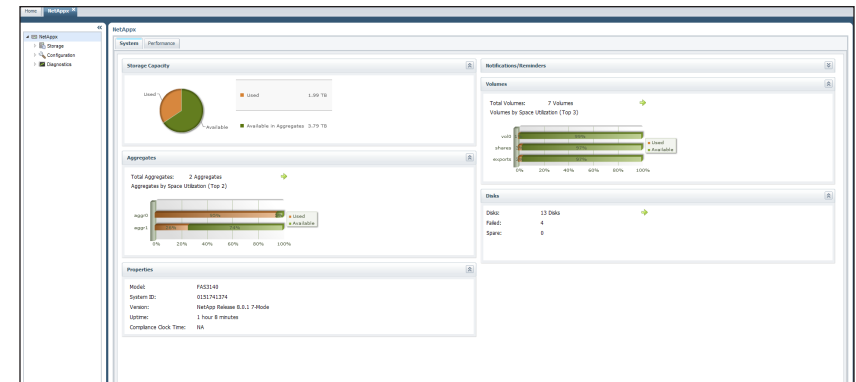 Home NetAppx
NetAppx
Storage
Configuration
Diagnostics
NetAppx
System Performance
Storage Capacity
Used
Available
Used 1.99 TB
Available in Aggregates 3.79 TB
Aggregates
Total Aggregates: 2 Aggregates
Aggregates by Space Utilization (Top 2)
aggr0
aggr1
Used
Available
0% 20% 40% 60% 80% 100%
Properties
Model: FAS3140
System ID: 0151741374
Version: NetApp Release 8.0.1 7-Mode
Uptime: 1 hour 8 minutes
Compliance Clock Time: NA
Notifications/Reminders
Volumes
Total Volumes: 7 Volumes
Volumes by Space Utilization (Top 3)
vol0
shares
exports
Used
Available
0% 20% 40% 60% 80% 100%
Disks
Disks: 13 Disks
Failed: 4
Spare: 0